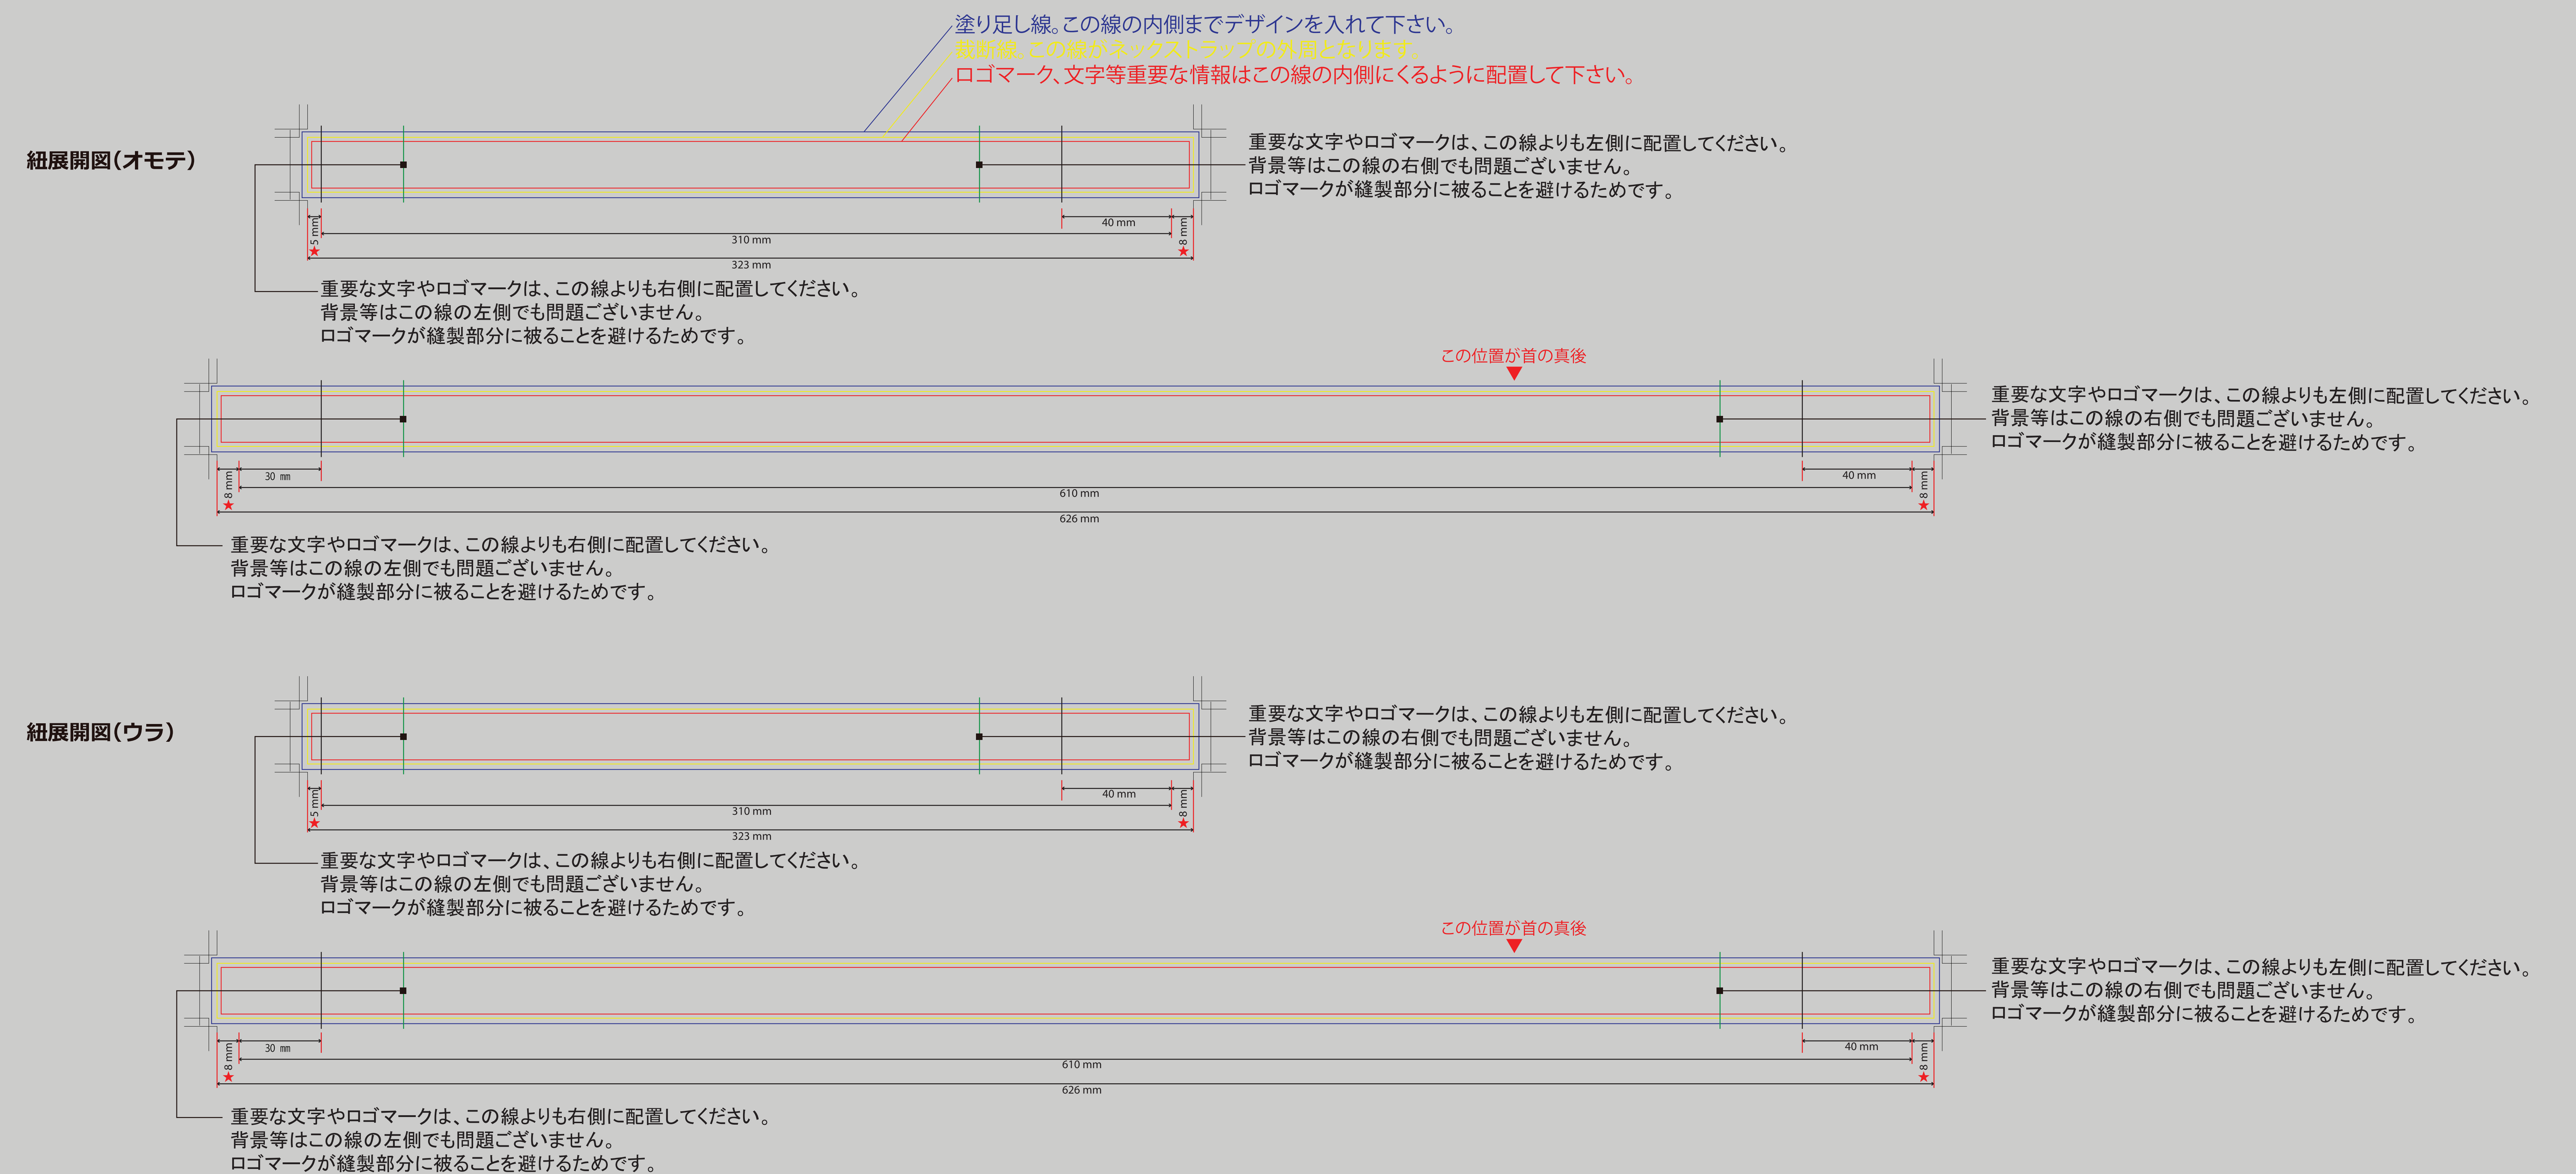 塗り足し線。この線の内側までデザインを入れて下さい。
裁断線。この線がネックストラップの外周となります。
ロゴマーク、文字等重要な情報はこの線の内側にくるように配置して下さい。
紐展開図(オモテ)
重要な文字やロゴマークは、この線よりも左側に配置してください。
背景等はこの線の右側でも問題ございません。
ロゴマークが縫製部分に被ることを避けるためです。
★5 mm
40 mm
★8 mm
310 mm
323 mm
重要な文字やロゴマークは、この線よりも右側に配置してください。
背景等はこの線の左側でも問題ございません。
ロゴマークが縫製部分に被ることを避けるためです。
この位置が首の真後
重要な文字やロゴマークは、この線よりも左側に配置してください。
背景等はこの線の右側でも問題ございません。
ロゴマークが縫製部分に被ることを避けるためです。
★8 mm
30 mm
40 mm
★8 mm
610 mm
626 mm
重要な文字やロゴマークは、この線よりも右側に配置してください。
背景等はこの線の左側でも問題ございません。
ロゴマークが縫製部分に被ることを避けるためです。
紐展開図(ウラ)
重要な文字やロゴマークは、この線よりも左側に配置してください。
背景等はこの線の右側でも問題ございません。
ロゴマークが縫製部分に被ることを避けるためです。
★5 mm
40 mm
★8 mm
310 mm
323 mm
重要な文字やロゴマークは、この線よりも右側に配置してください。
背景等はこの線の左側でも問題ございません。
ロゴマークが縫製部分に被ることを避けるためです。
この位置が首の真後
重要な文字やロゴマークは、この線よりも左側に配置してください。
背景等はこの線の右側でも問題ございません。
ロゴマークが縫製部分に被ることを避けるためです。
★8 mm
30 mm
40 mm
★8 mm
610 mm
626 mm
重要な文字やロゴマークは、この線よりも右側に配置してください。
背景等はこの線の左側でも問題ございません。
ロゴマークが縫製部分に被ることを避けるためです。